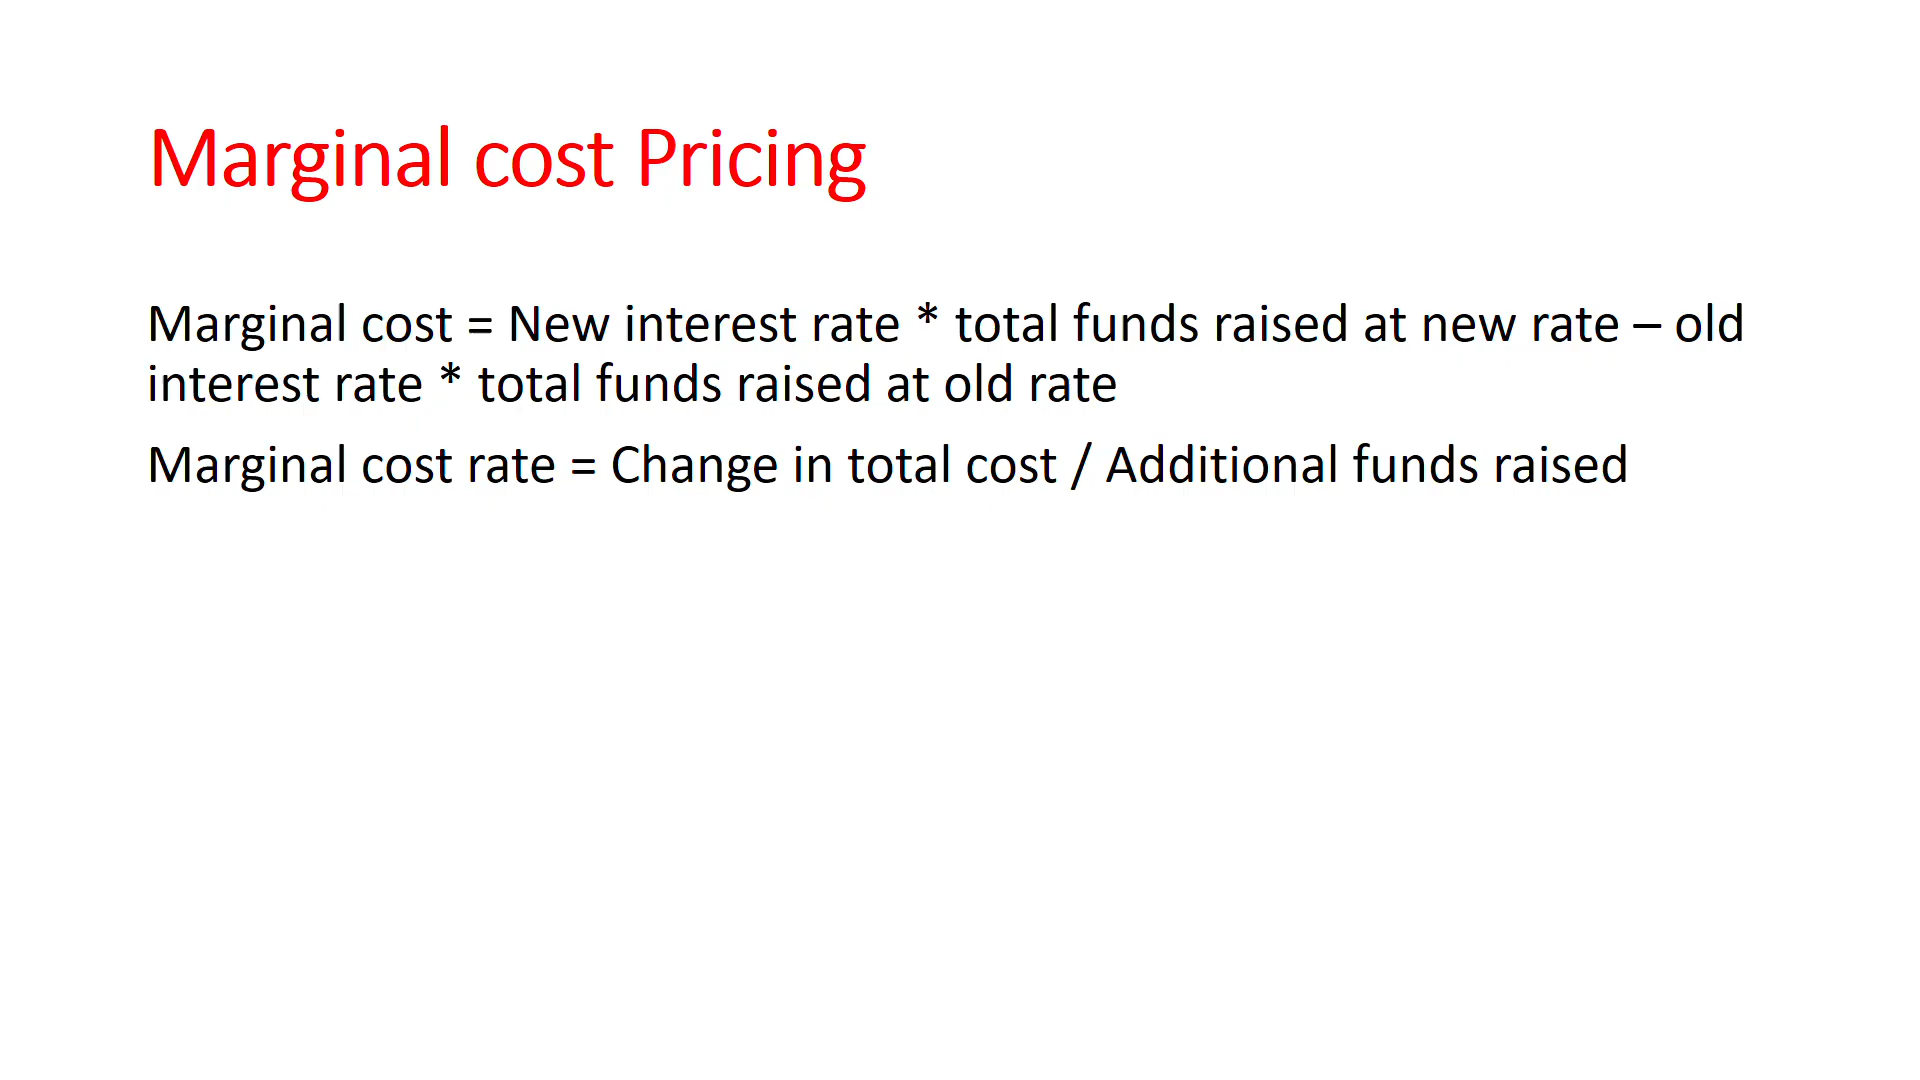 Marginal cost Pricing
Marginal cost = New interest rate * total funds raised at new rate – old
interest rate * total funds raised at old rate
Marginal cost rate = Change in total cost / Additional funds raised